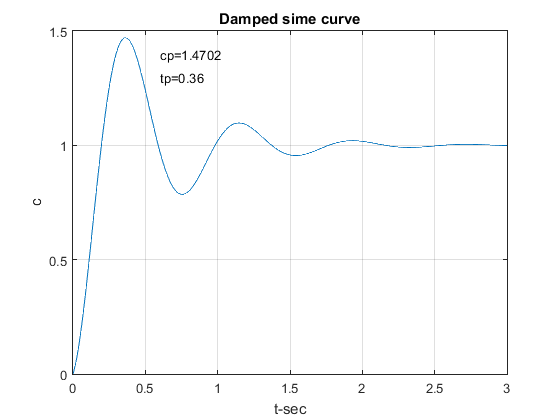 Damped sime curve
cp=1.4702
tp=0.36
1.5
1
0.5
0
c
0 0.5 1 1.5 2 2.5 3
t-sec